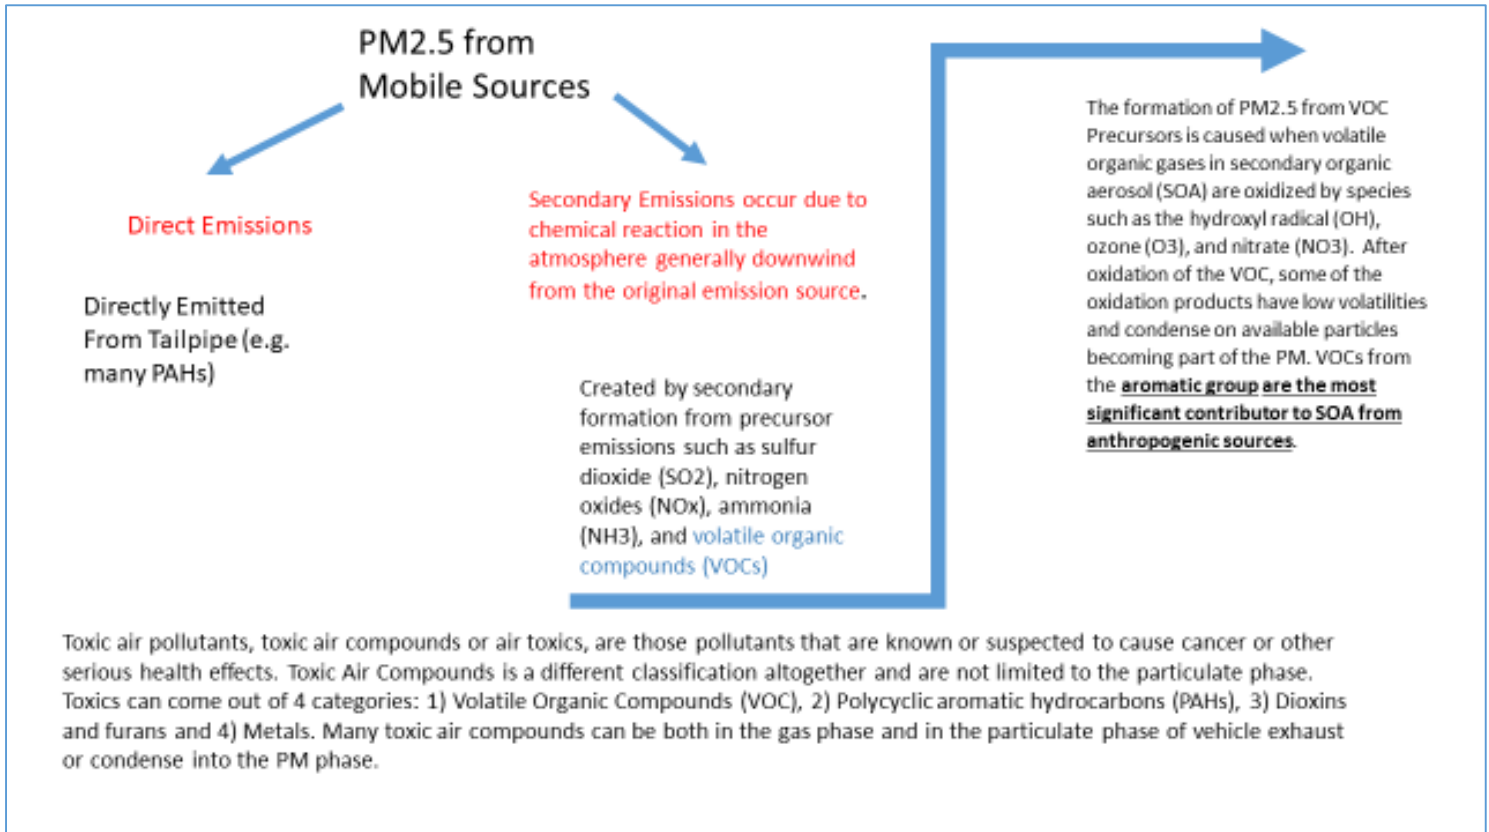 PM2.5 from
Mobile Sources
Direct Emissions
Directly Emitted
From Tailpipe (e.g.
many PAHs)
Secondary Emissions occur due to
chemical reaction in the
atmosphere generally downwind
from the original emission source.
Created by secondary
formation from precursor
emissions such as sulfur
dioxide (SO2), nitrogen
oxides (NOx), ammonia
(NH3), and volatile organic
compounds (VOCs)
The formation of PM2.5 from VOC
Precursors is caused when volatile
organic gases in secondary organic
aerosol (SOA) are oxidized by species
such as the hydroxyl radical (OH),
ozone (O3), and nitrate (NO3). After
oxidation of the VOC, some of the
oxidation products have low volatilities
and condense on available particles
becoming part of the PM. VOCs from
the aromatic group are the most
significant contributor to SOA from
anthropogenic sources.
Toxic air pollutants, toxic air compounds or air toxics, are those pollutants that are known or suspected to cause cancer or other
serious health effects. Toxic Air Compounds is a different classification altogether and are not limited to the particulate phase.
Toxics can come out of 4 categories: 1) Volatile Organic Compounds (VOC), 2) Polycyclic aromatic hydrocarbons (PAHs), 3) Dioxins
and furans and 4) Metals. Many toxic air compounds can be both in the gas phase and in the particulate phase of vehicle exhaust
or condense into the PM phase.